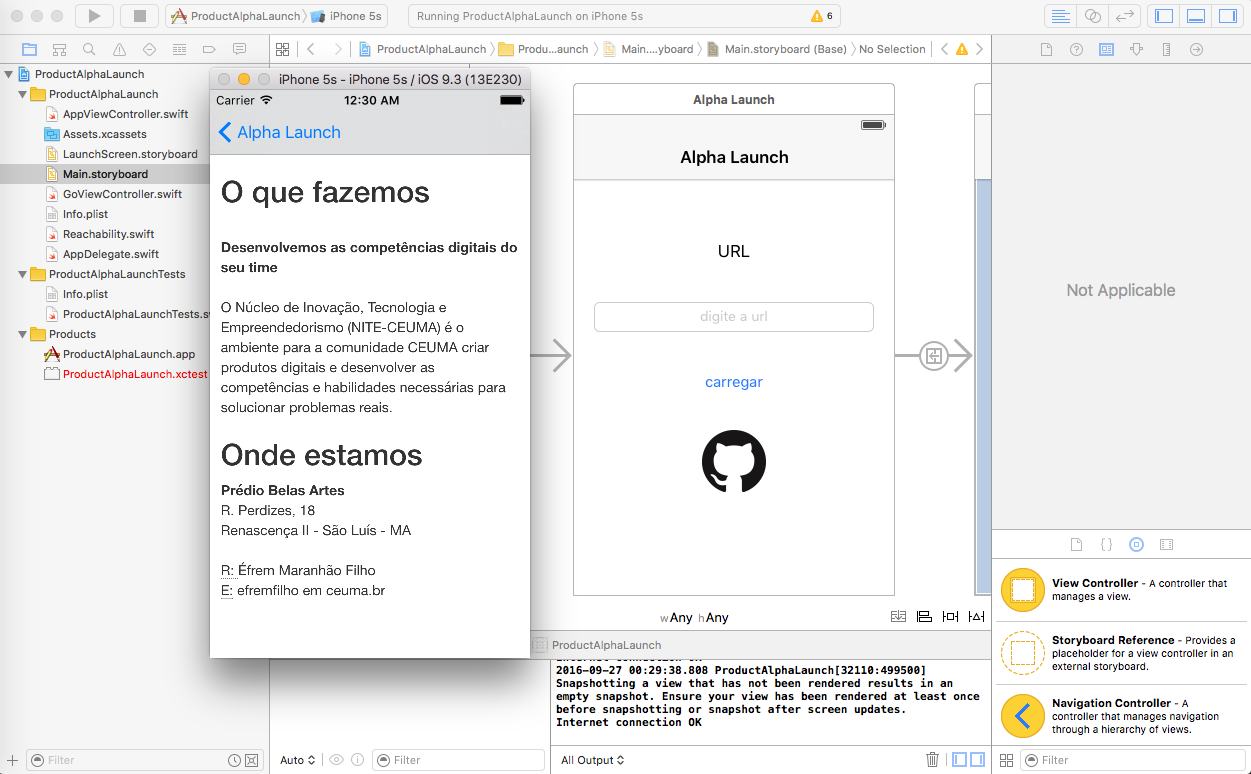 ProductAlphaLaunch
iPhone 5s
Running ProductAlphaLaunch on iPhone 5s
6
ProductAlphaLaunch
Produ...aunch
Main....yboard
Main.storyboard (Base)
No Selection
ProductAlphaLaunch
ProductAlphaLaunch
AppViewController.swift
Assets.xcassets
LaunchScreen.storyboard
Main.storyboard
GoViewController.swift
Info.plist
Reachability.swift
AppDelegate.swift
ProductAlphaLaunchTests
Info.plist
ProductAlphaLaunchTests.s
Products
ProductAlphaLaunch.app
ProductAlphaLaunch.xctest
Filter
iPhone 5s - iPhone 5s / iOS 9.3 (13E230)
Carrier
12:30 AM
Alpha Launch
O que fazemos
Desenvolvemos as competências digitais do
seu time
O Núcleo de Inovação, Tecnologia e
Empreendedorismo (NITE-CEUMA) é o
ambiente para a comunidade CEUMA criar
produtos digitais e desenvolver as
competências e habilidades necessárias para
solucionar problemas reais.
Onde estamos
Prédio Belas Artes
R. Perdizes, 18
Renascença II - São Luís - MA
R: Éfrem Maranhão Filho
E: efremfilho em ceuma.br
Alpha Launch
Alpha Launch
URL
digite a url
carregar
wAny hAny
ProductAlphaLaunch
Internet connection OK
2016-09-27 00:29:38.808 ProductAlphaLaunch[32110:499500]
Snapshotting a view that has not been rendered results in an
empty snapshot. Ensure your view has been rendered at least once
before snapshotting or snapshot after screen updates.
Internet connection OK
Auto
Filter
All Output
Not Applicable
View Controller - A controller that
manages a view.
Storyboard Reference - Provides a
placeholder for a view controller in an
external storyboard.
Navigation Controller - A
controller that manages navigation
through a hierarchy of views.
Filter